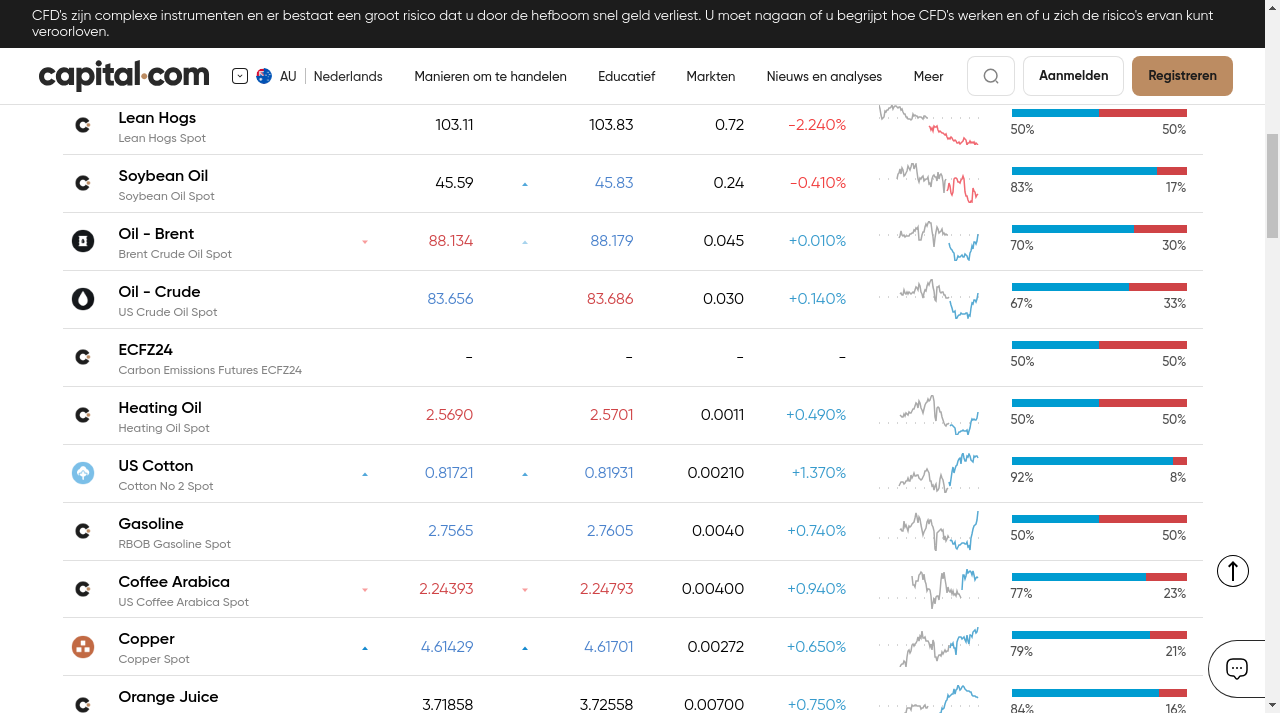 CFD's zijn complexe instrumenten en er bestaat een groot risico dat u door de hefboom snel geld verliest. U moet nagaan of u begrijpt hoe CFD's werken en of u zich de risico's ervan kunt
veroorloven.
capital.com AU Nederlands Manieren om te handelen Educatief Markten Nieuws en analyses Meer Aanmelden Registreren
Lean Hogs 103.11 103.83 0.72 -2.240%
Lean Hogs Spot 50% 50%
Soybean Oil 45.59 45.83 0.24 -0.410%
Soybean Oil Spot 83% 17%
Oil - Brent 88.134 88.179 0.045 +0.010%
Brent Crude Oil Spot 70% 30%
Oil - Crude 83.656 83.686 0.030 +0.140%
US Crude Oil Spot 67% 33%
ECFZ24 - - - -
Carbon Emissions Futures ECFZ24 50% 50%
Heating Oil 2.5690 2.5701 0.0011 +0.490%
Heating Oil Spot 50% 50%
US Cotton 0.81721 0.81931 0.00210 +1.370%
Cotton No 2 Spot 92% 8%
Gasoline 2.7565 2.7605 0.0040 +0.740%
RBOB Gasoline Spot 50% 50%
Coffee Arabica 2.24393 2.24793 0.00400 +0.940%
US Coffee Arabica Spot 77% 23%
Copper 4.61429 4.61701 0.00272 +0.650%
Copper Spot 79% 21%
Orange Juice 3.71858 3.72558 0.00700 +0.750%
84% 16%